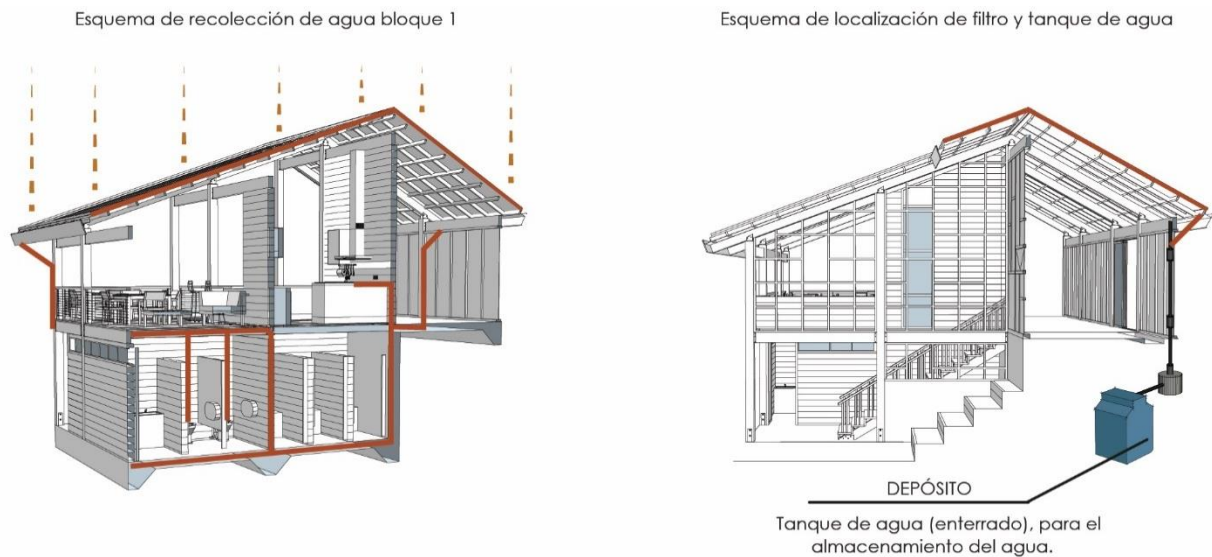 Esquema de recolección de agua bloque 1
Esquema de localización de filtro y tanque de agua
DEPÓSITO
Tanque de agua (enterrado), para el
almacenamiento del agua.